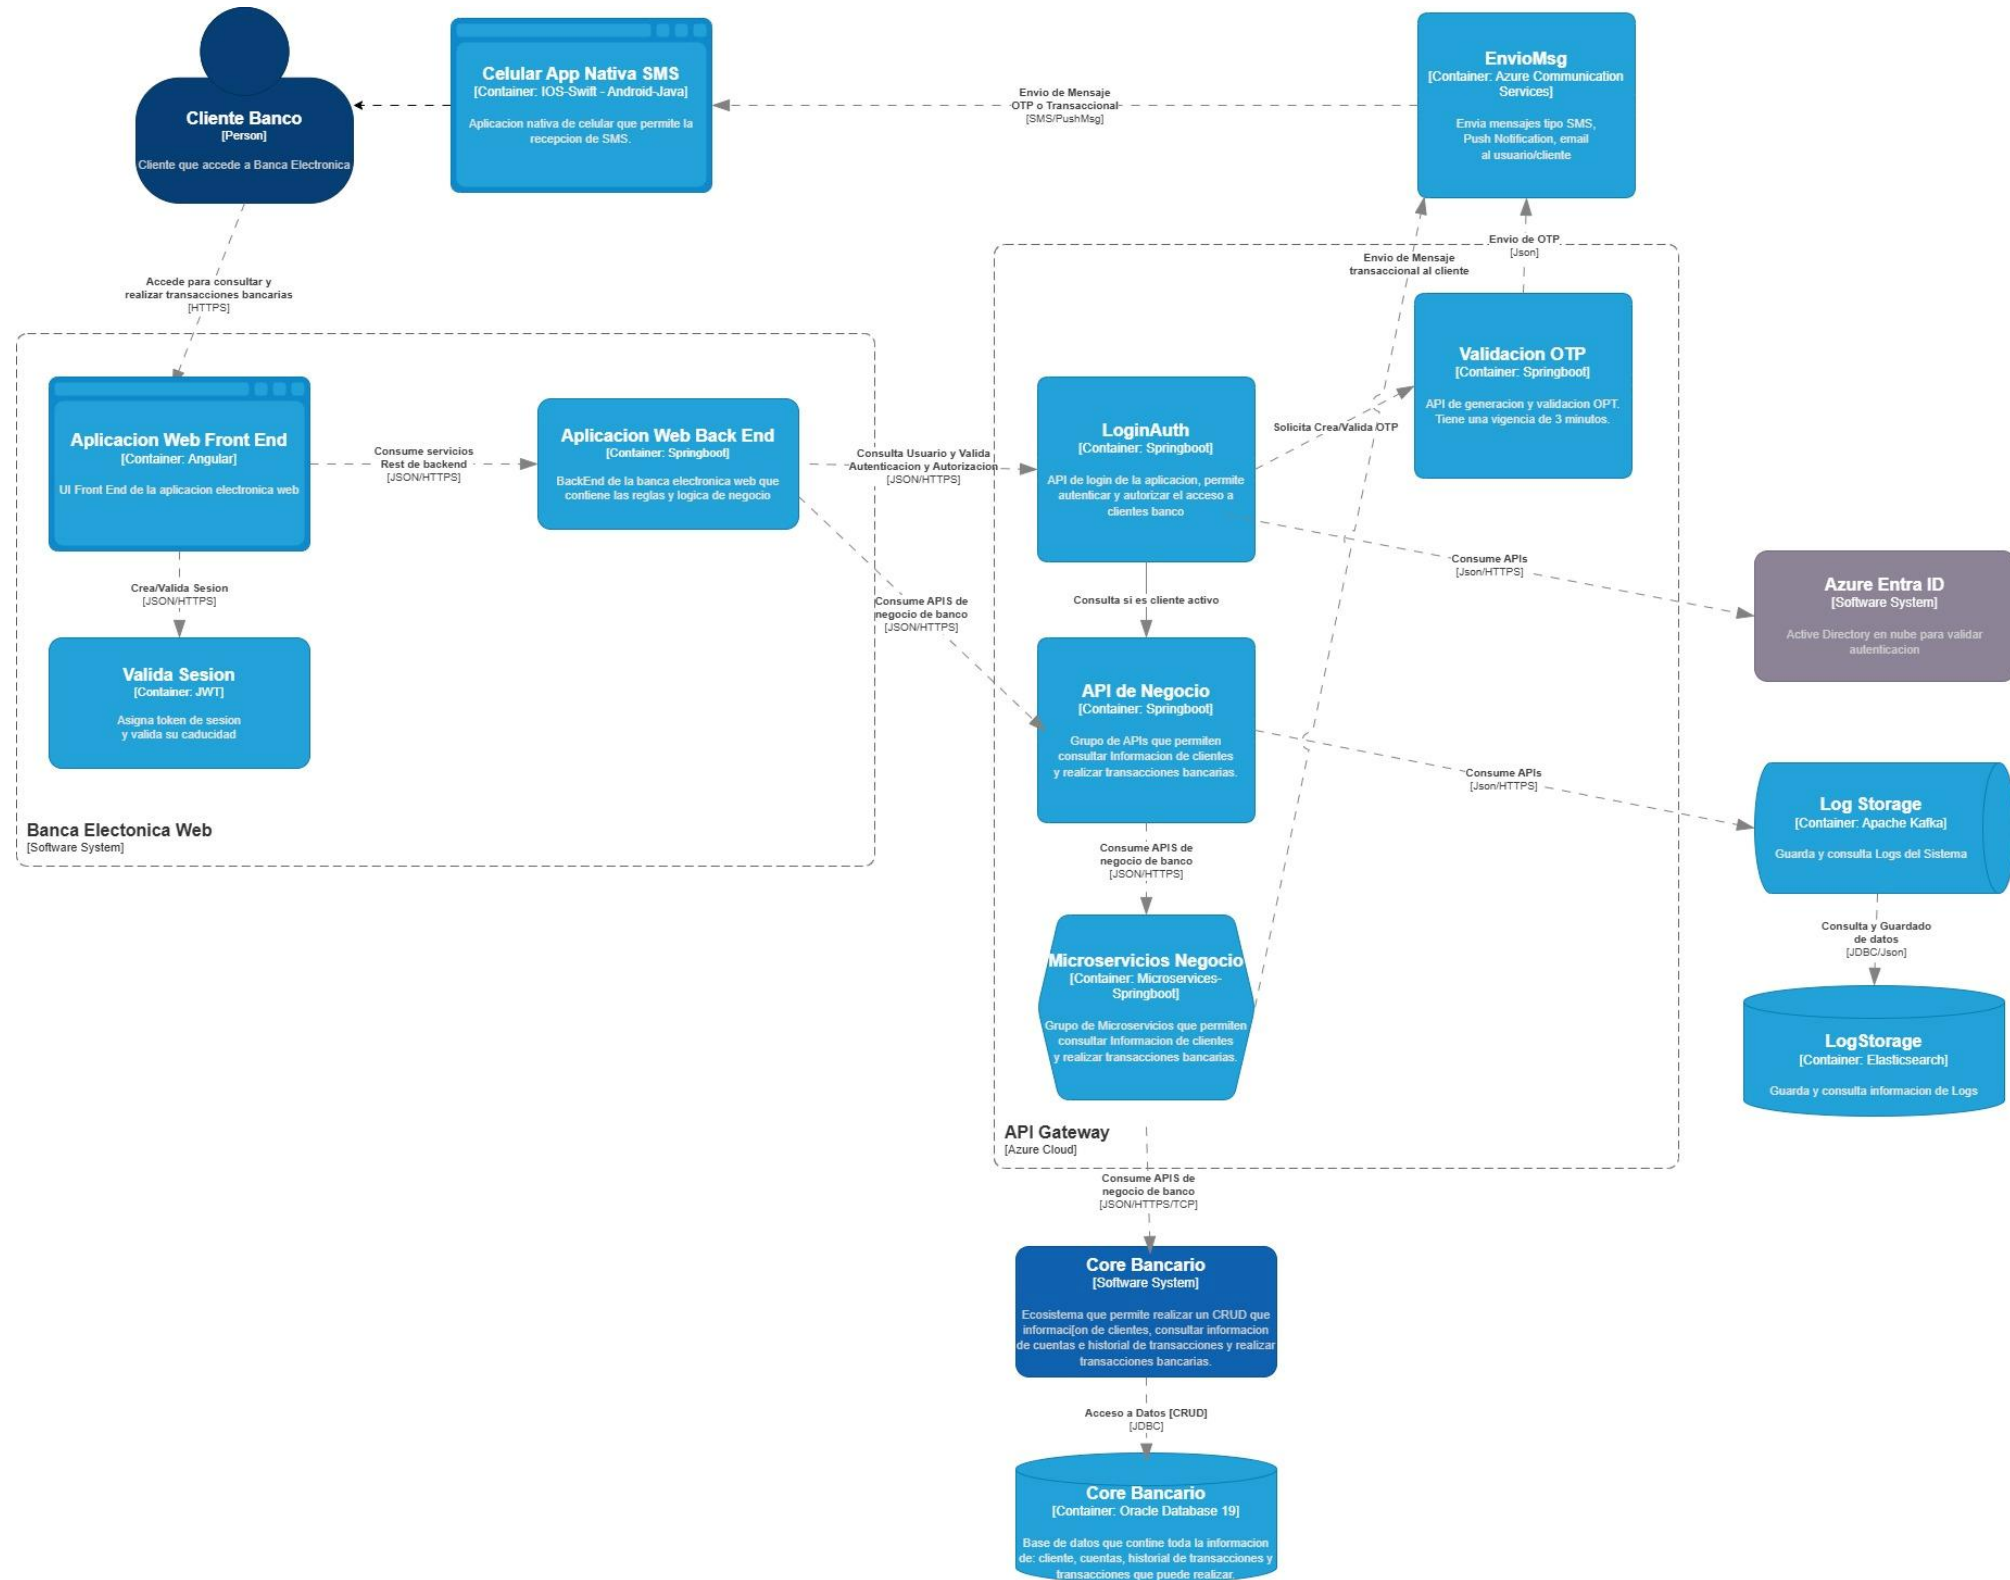 Cliente Banco
[Person]
Cliente que accede a Banca Electronica
Celular App Nativa SMS
[Container: IOS-Swift - Android-Java]
Aplicacion nativa de celular que permite la
recepcion de SMS.
Envio de Mensaje
OTP o Transaccional
[SMS/PushMsg]
EnvioMsg
[Container: Azure Communication
Services]
Envia mensajes tipo SMS,
Push Notification, email
al usuario/cliente
Accede para consultar y
realizar transacciones bancarias
[HTTPS]
Envio de OTP
[Json]
Envio de Mensaje
transaccional al cliente
Aplicacion Web Front End
[Container: Angular]
UI Front End de la aplicacion electronica web
Consume servicios
Rest de backend
[JSON/HTTPS]
Aplicacion Web Back End
[Container: Springboot]
BackEnd de la banca electronica web que
contiene las reglas y logica de negocio
Consulta Usuario y Valida
Autenticacion y Autorizacion
[JSON/HTTPS]
LoginAuth
[Container: Springboot]
API de login de la aplicacion, permite
autenticar y autorizar el acceso a
clientes banco
Solicita Crea/Valida OTP
Validacion OTP
[Container: Springboot]
API de generacion y validacion OPT.
Tiene una vigencia de 3 minutos.
Crea/Valida Sesion
[JSON/HTTPS]
Consume APIS de
negocio de banco
[JSON/HTTPS]
Consulta si es cliente activo
Consume APIs
[Json/HTTPS]
Azure Entra ID
[Software System]
Active Directory en nube para validar
autenticacion
Valida Sesion
[Container: JWT]
Asigna token de sesion
y valida su caducidad
API de Negocio
[Container: Springboot]
Grupo de APIs que permiten
consultar Informacion de clientes
y realizar transacciones bancarias.
Consume APIs
[Json/HTTPS]
Log Storage
[Container: Apache Kafka]
Guarda y consulta Logs del Sistema
Banca Electonica Web
[Software System]
Consume APIS de
negocio de banco
[JSON/HTTPS]
Consulta y Guardado
de datos
[JDBC/Json]
Microservicios Negocio
[Container: Microservices-
Springboot]
Grupo de Microservicios que permiten
consultar Informacion de clientes
y realizar transacciones bancarias.
LogStorage
[Container: Elasticsearch]
Guarda y consulta informacion de Logs
API Gateway
[Azure Cloud]
Consume APIS de
negocio de banco
[JSON/HTTPS/TCP]
Core Bancario
[Software System]
Ecosistema que permite realizar un CRUD que
informaci[on de clientes, consultar informacion
de cuentas e historial de transacciones y realizar
transacciones bancarias.
Acceso a Datos [CRUD]
[JDBC]
Core Bancario
[Container: Oracle Database 19]
Base de datos que contine toda la informacion
de: cliente, cuentas, historial de transacciones y
transacciones que puede realizar.